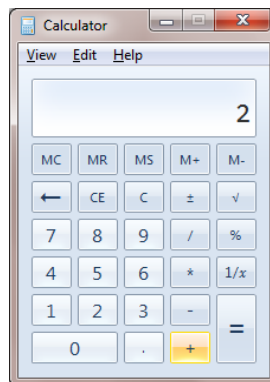 Calculator
View Edit Help
2
MC MR MS M+ M-
← CE C ± √
7 8 9 / %
4 5 6 * 1/x
1 2 3 - =
0 . +